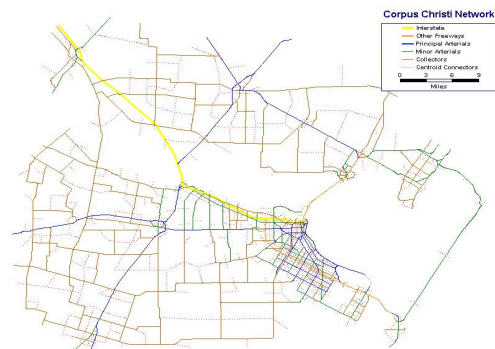 Corpus Christi Network
Interstate
Other Freeways
Principal Arterials
Minor Arterials
Collectors
Centroid Connectors
0 3 6 9
Miles